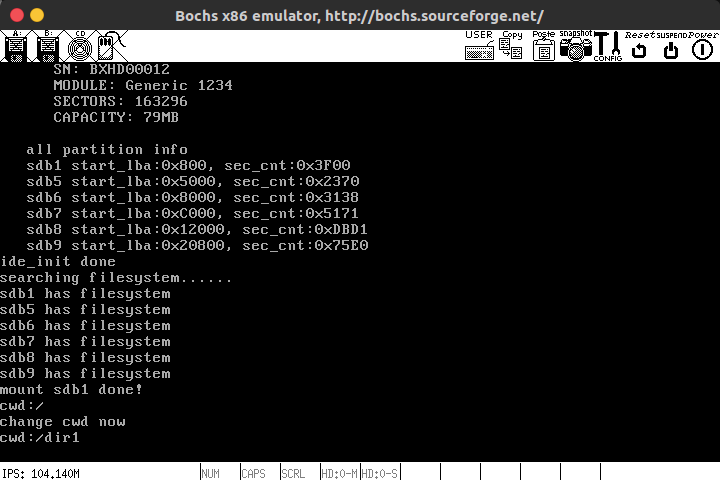 Bochs x86 emulator, http://bochs.sourceforge.net/
A: B: CD USER Copy Paste snapshot CONFIG Reset SUSPEND Power
SN: BXHD00012
MODULE: Generic 1234
SECTORS: 163296
CAPACITY: 79MB
all partition info
sdb1 start_lba:0x800, sec_cnt:0x3F00
sdb5 start_lba:0x5000, sec_cnt:0x2370
sdb6 start_lba:0x8000, sec_cnt:0x3138
sdb7 start_lba:0xC000, sec_cnt:0x5171
sdb8 start_lba:0x12000, sec_cnt:0xDBD1
sdb9 start_lba:0x20800, sec_cnt:0x75E0
ide_init done
searching filesystem......
sdb1 has filesystem
sdb5 has filesystem
sdb6 has filesystem
sdb7 has filesystem
sdb8 has filesystem
sdb9 has filesystem
mount sdb1 done!
cwd:/
change cwd now
cwd:/dir1
IPS: 104.140M NUM CAPS SCRL HD:0-M HD:0-S